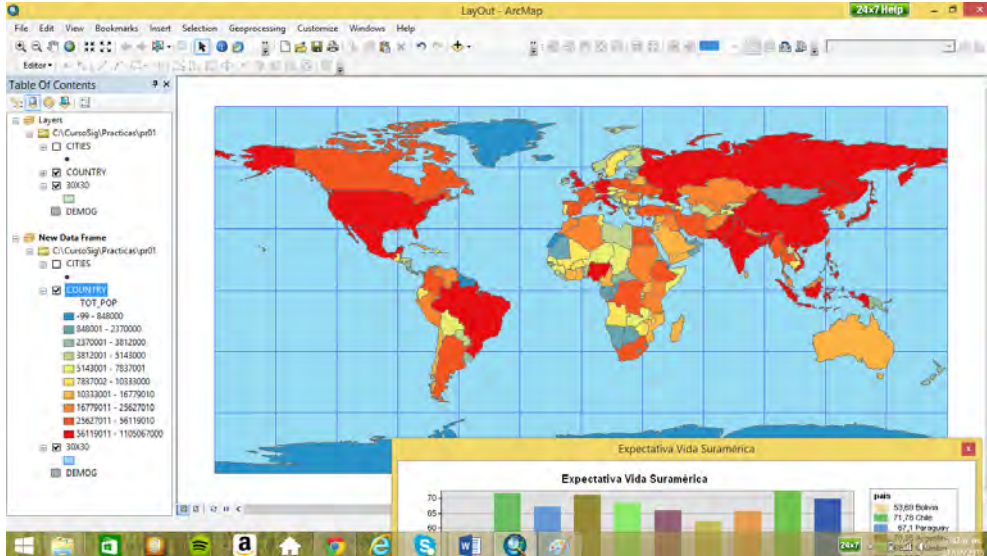 LayOut - ArcMap
24x7 Help
File Edit View Bookmarks Insert Selection Geoprocessing Customize Windows Help
Editor
Table Of Contents
Layers
C:\CursoSig\Practicas\pr01
CITIES
COUNTRY
30X30
DEMOG
New Data Frame
C:\CursoSig\Practicas\pr01
CITIES
COUNTRY
TOT_POP
-99 - 848000
848001 - 2370000
2370001 - 3812000
3812001 - 5143000
5143001 - 7837001
7837002 - 10333000
10333001 - 16779010
16779011 - 25627010
25627011 - 56119010
56119011 - 1105067000
30X30
DEMOG
Expectativa Vida Suramérica
Expectativa Vida Suramérica
70
65
60
pais
53,68 Bolivia
71,76 Chile
67,1 Paraguay
24x7